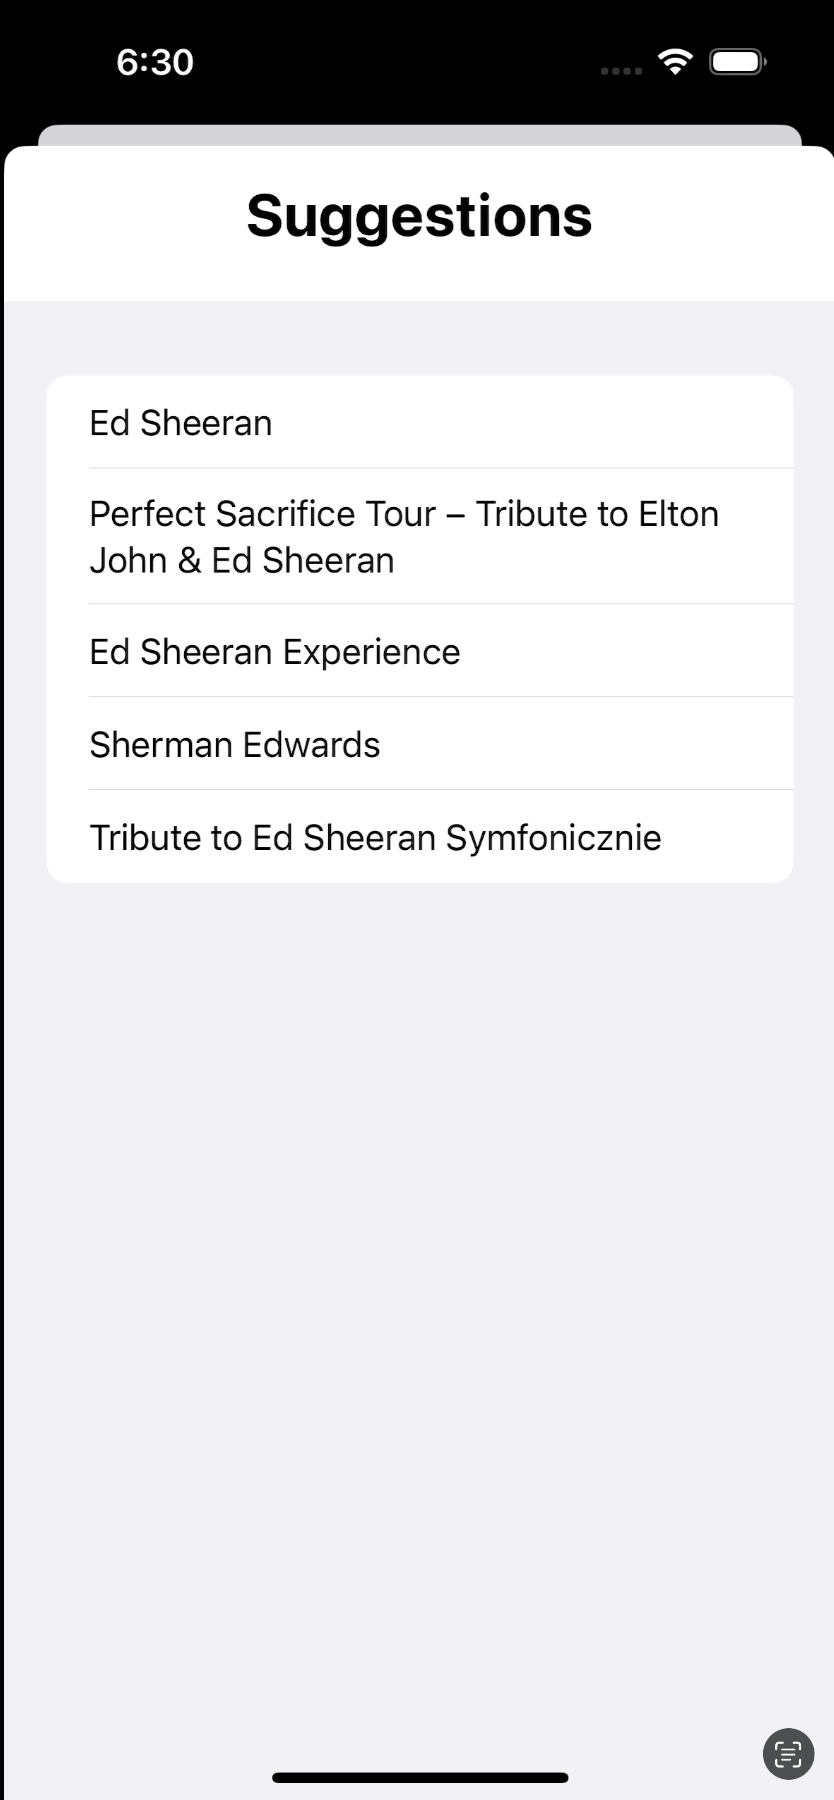 6:30
Suggestions
Ed Sheeran
Perfect Sacrifice Tour – Tribute to Elton
John & Ed Sheeran
Ed Sheeran Experience
Sherman Edwards
Tribute to Ed Sheeran Symfonicznie